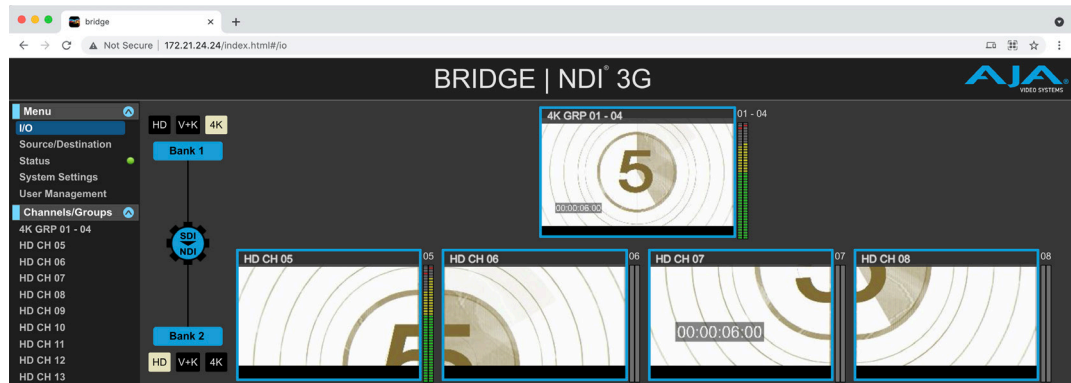 bridge
Not Secure | 172.21.24.24/index.html#/io
BRIDGE | NDI® 3G
AJA
VIDEO SYSTEMS
Menu
I/O
Source/Destination
Status
System Settings
User Management
Channels/Groups
4K GRP 01 - 04
HD CH 05
HD CH 06
HD CH 07
HD CH 08
HD CH 09
HD CH 10
HD CH 11
HD CH 12
HD CH 13
HD V+K 4K
Bank 1
SDI
NDI
Bank 2
HD V+K 4K
4K GRP 01 - 04
01 - 04
5
00:00:06:00
HD CH 05
05
5
HD CH 06
06
HD CH 07
07
00:00:06:00
HD CH 08
08